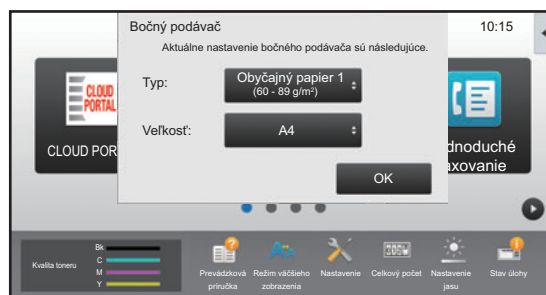 Bočný podávač
10:15
Aktuálne nastavenie bočného podávača sú následujúce.
Typ:
Obyčajný papier 1
(60 - 89 g/m²)
Veľkosť:
A4
OK
CLOUD
PORTAL
CLOUD POR
dnoduché
axovanie
Kvalita toneru
Bk
C
M
Y
Prevádzková
príručka
Režim väčšieho
zobrazenia
Nastavenie
Celkový počet
Nastavenie
jasu
Stav úlohy